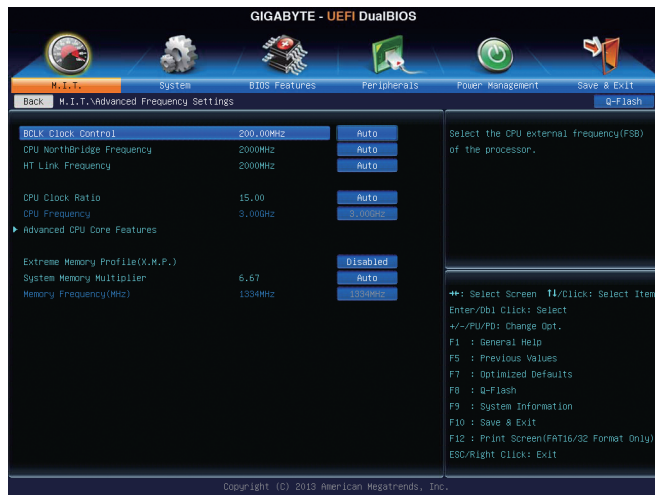 GIGABYTE - UEFI DualBIOS
M.I.T. System BIOS Features Peripherals Power Management Save & Exit
Back M.I.T.\Advanced Frequency Settings Q-Flash
BCLK Clock Control 200.00MHz Auto
CPU NorthBridge Frequency 2000MHz Auto
HT Link Frequency 2000MHz Auto
CPU Clock Ratio 15.00 Auto
CPU Frequency 3.00GHz 3.00GHz
Advanced CPU Core Features
Extreme Memory Profile(X.M.P.) Disabled
System Memory Multiplier 6.67 Auto
Memory Frequency(MHz) 1334MHz 1334MHz
Select the CPU external frequency(FSB)
of the processor.
→←: Select Screen ↑↓/Click: Select Item
Enter/Dbl Click: Select
+/-/PU/PD: Change Opt.
F1 : General Help
F5 : Previous Values
F7 : Optimized Defaults
F8 : Q-Flash
F9 : System Information
F10 : Save & Exit
F12 : Print Screen(FAT16/32 Format Only)
ESC/Right Click: Exit
Copyright (C) 2013 American Megatrends, Inc.